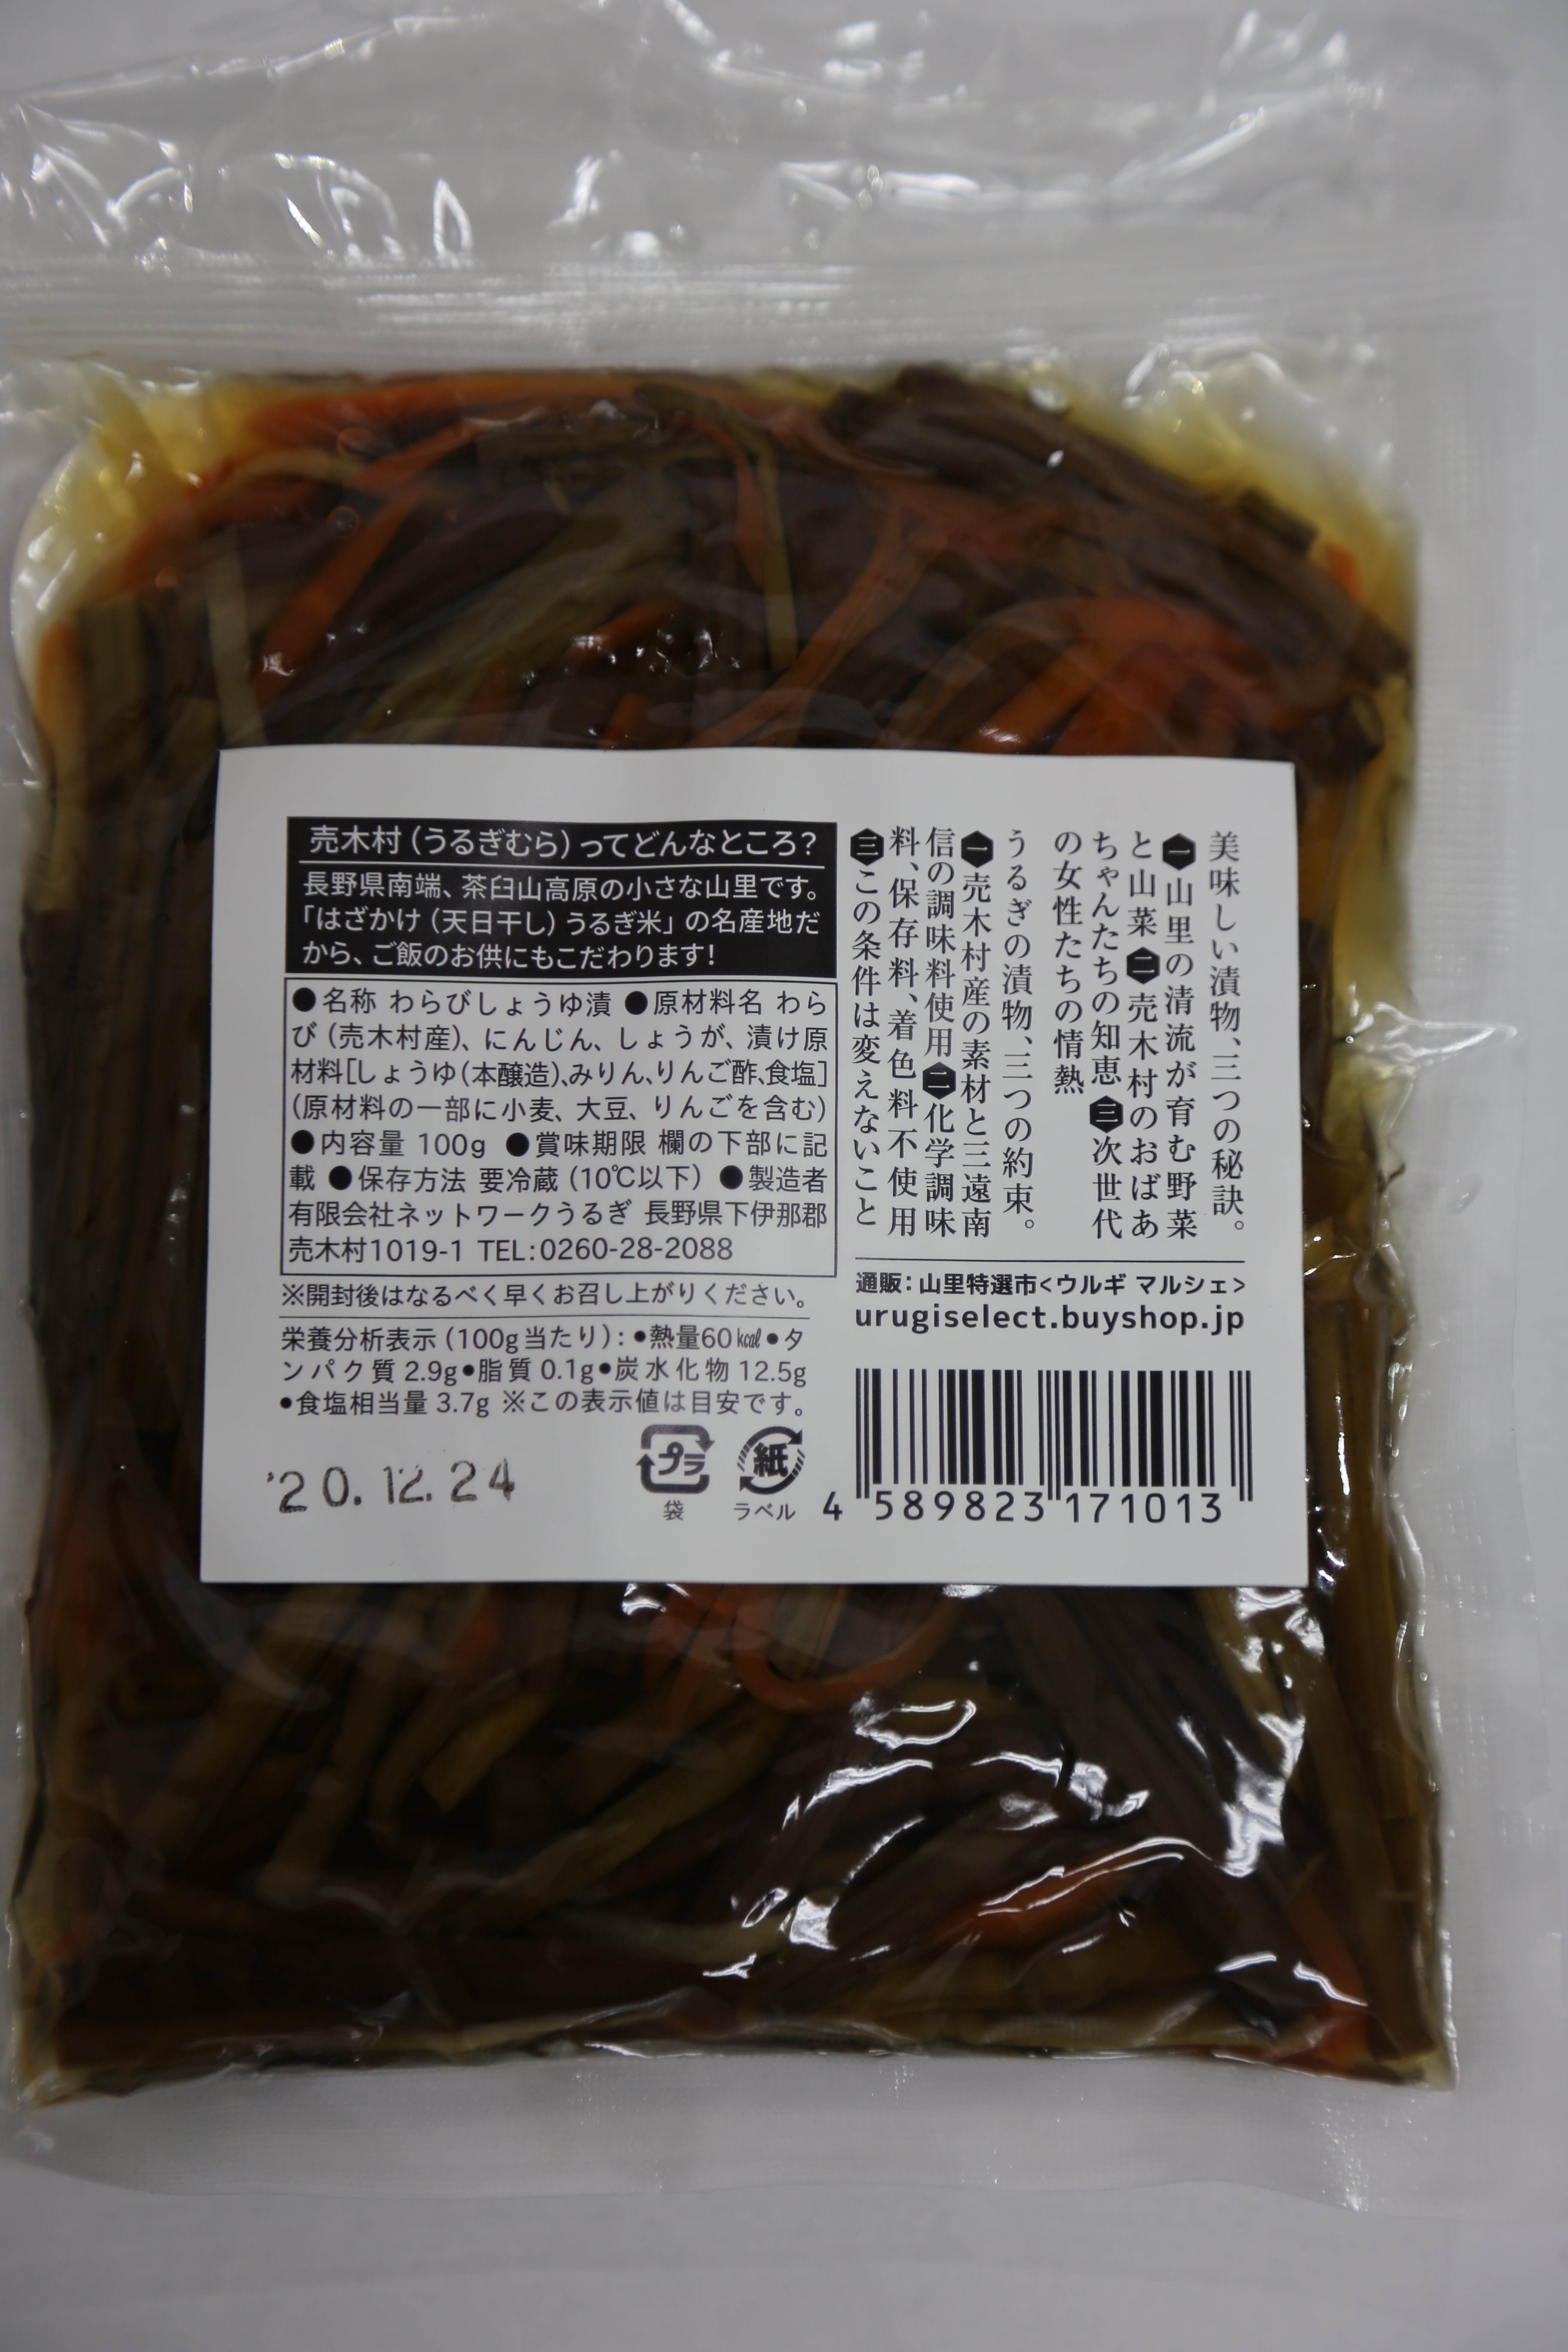 売木村（うるぎむら）ってどんなところ？
長野県南端、茶臼山高原の小さな山里です。
「はざかけ（天日干し）うるぎ米」の名産地だ
から、ご飯のお供にもこだわります！
●名称 わらびしょうゆ漬 ●原材料名 わら
び（売木村産）、にんじん、しょうが、漬け原
材料［しょうゆ（本醸造）、みりん、りんご酢、食塩］
（原材料の一部に小麦、大豆、りんごを含む）
●内容量 100g ●賞味期限 欄の下部に記
載 ●保存方法 要冷蔵（10℃以下） ●製造者
有限会社ネットワークうるぎ 長野県下伊那郡
売木村1019-1 TEL:0260-28-2088
※開封後はなるべく早くお召し上がりください。
栄養分析表示（100g当たり）：●熱量60㎉●タ
ンパク質 2.9g●脂質 0.1g●炭水化物 12.5g
●食塩相当量 3.7g ※この表示値は目安です。
'20.12.24
プラ
袋
紙
ラベル
美味しい漬物、三つの秘訣。
一山里の清流が育む野菜
と山菜二売木村のおばあ
ちゃんたちの知恵三次世代
の女性たちの情熱
うるぎの漬物、三つの約束。
一売木村産の素材と三遠南
信の調味料使用二化学調味
料、保存料、着色料不使用
三この条件は変えないこと
通販：山里特選市<ウルギ マルシェ>
urugiselect.buyshop.jp
4 589823 171013